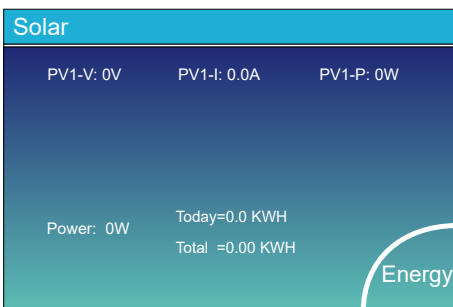 Solar
PV1-V: 0V PV1-I: 0.0A PV1-P: 0W
Today=0.0 KWH
Power: 0W
Total =0.00 KWH
Energy